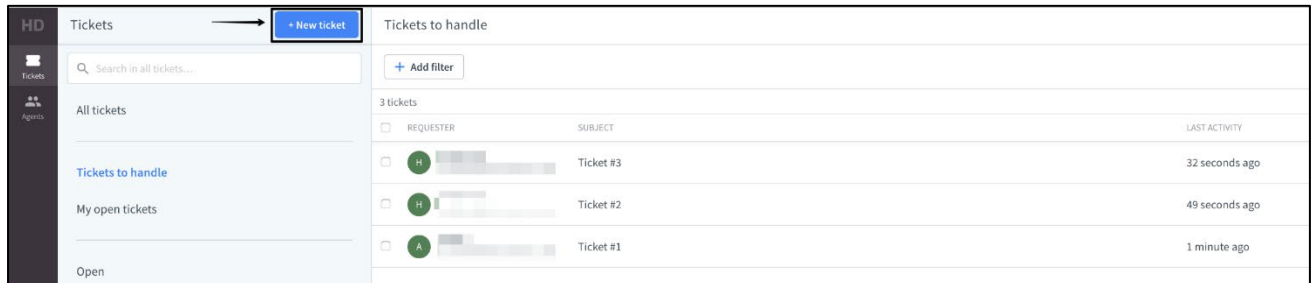 HD
Tickets
+ New ticket
Tickets to handle
Tickets
Agents
Search in all tickets...
All tickets
Tickets to handle
My open tickets
Open
+ Add filter
3 tickets
REQUESTER SUBJECT LAST ACTIVITY
H Ticket #3 32 seconds ago
H Ticket #2 49 seconds ago
A Ticket #1 1 minute ago